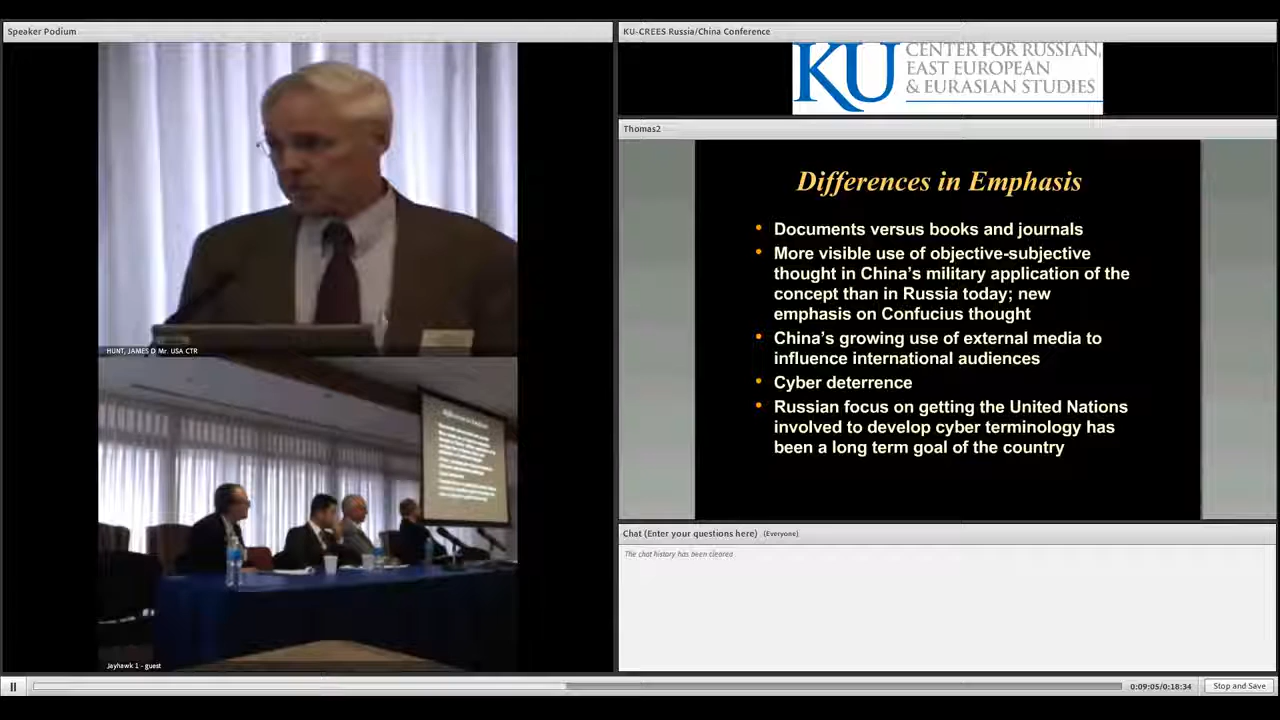 Speaker Podium
HUNT, JAMES D Mr. USA CTR
Jayhawk 1 - guest
KU-CREES Russia/China Conference
KU
CENTER FOR RUSSIAN,
EAST EUROPEAN
& EURASIAN STUDIES
Thomas2
Differences in Emphasis
• Documents versus books and journals
• More visible use of objective-subjective
thought in China's military application of the
concept than in Russia today; new
emphasis on Confucius thought
• China's growing use of external media to
influence international audiences
• Cyber deterrence
• Russian focus on getting the United Nations
involved to develop cyber terminology has
been a long term goal of the country
Chat (Enter your questions here) (Everyone)
The chat history has been cleared
0:09:05/0:18:34
Stop and Save